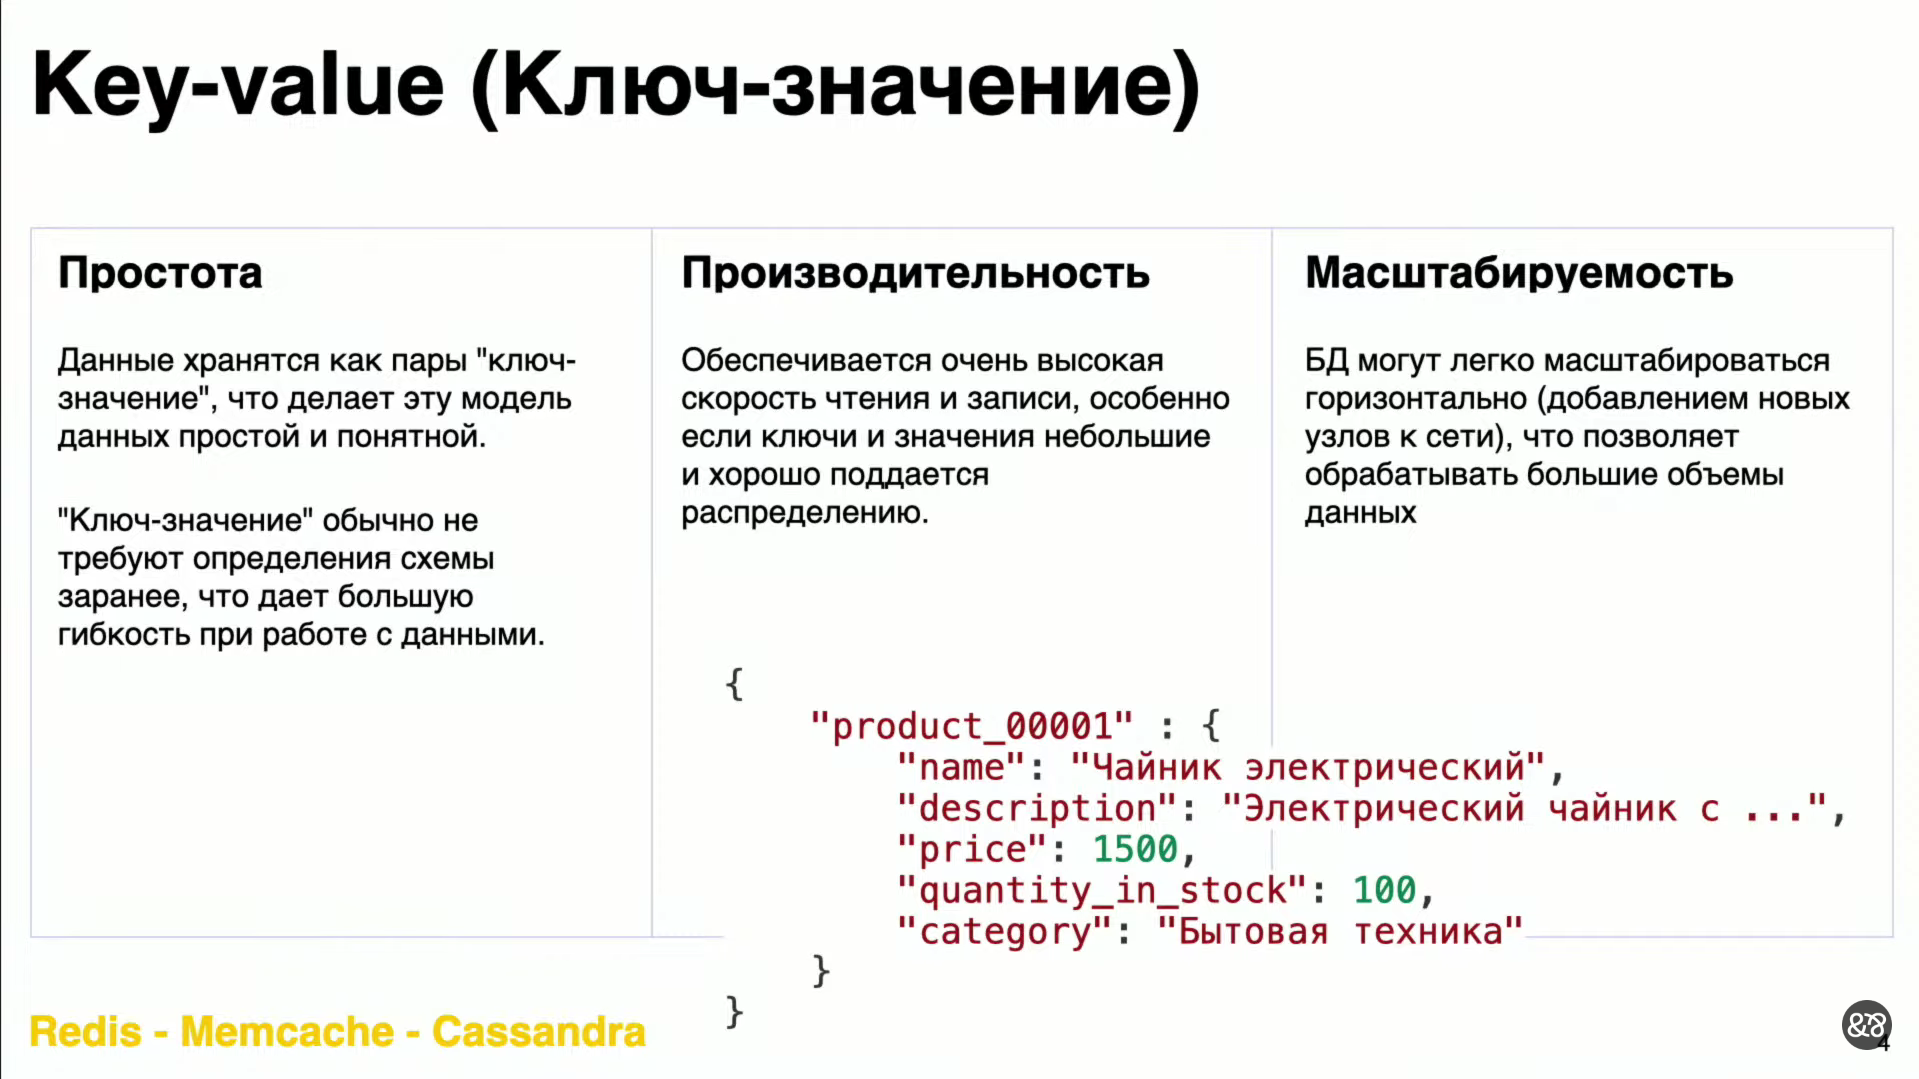 Key-value (Ключ-значение)
Простота
Данные хранятся как пары "ключ-
значение", что делает эту модель
данных простой и понятной.
"Ключ-значение" обычно не
требуют определения схемы
заранее, что дает большую
гибкость при работе с данными.
Производительность
Обеспечивается очень высокая
скорость чтения и записи, особенно
если ключи и значения небольшие
и хорошо поддается
распределению.
Масштабируемость
БД могут легко масштабироваться
горизонтально (добавлением новых
узлов к сети), что позволяет
обрабатывать большие объемы
данных
{
"product_00001" : {
"name": "Чайник электрический",
"description": "Электрический чайник с ...",
"price": 1500,
"quantity_in_stock": 100,
"category": "Бытовая техника"
}
}
Redis - Memcache - Cassandra
4